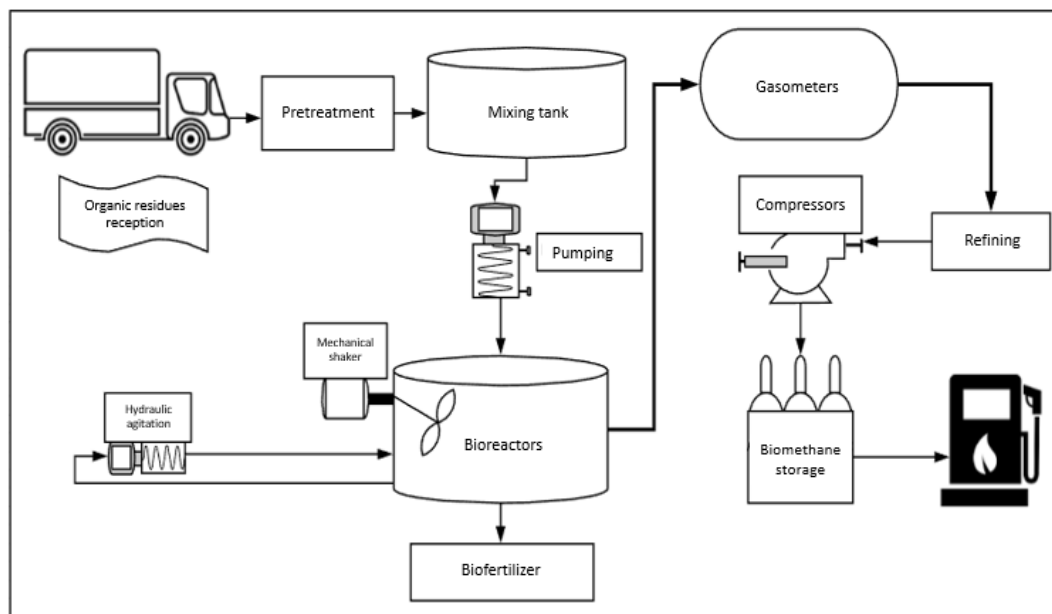 Pretreatment
Mixing tank
Gasometers
Organic residues
reception
Compressors
Refining
Pumping
Mechanical
shaker
Hydraulic
agitation
Bioreactors
Biomethane
storage
Biofertilizer